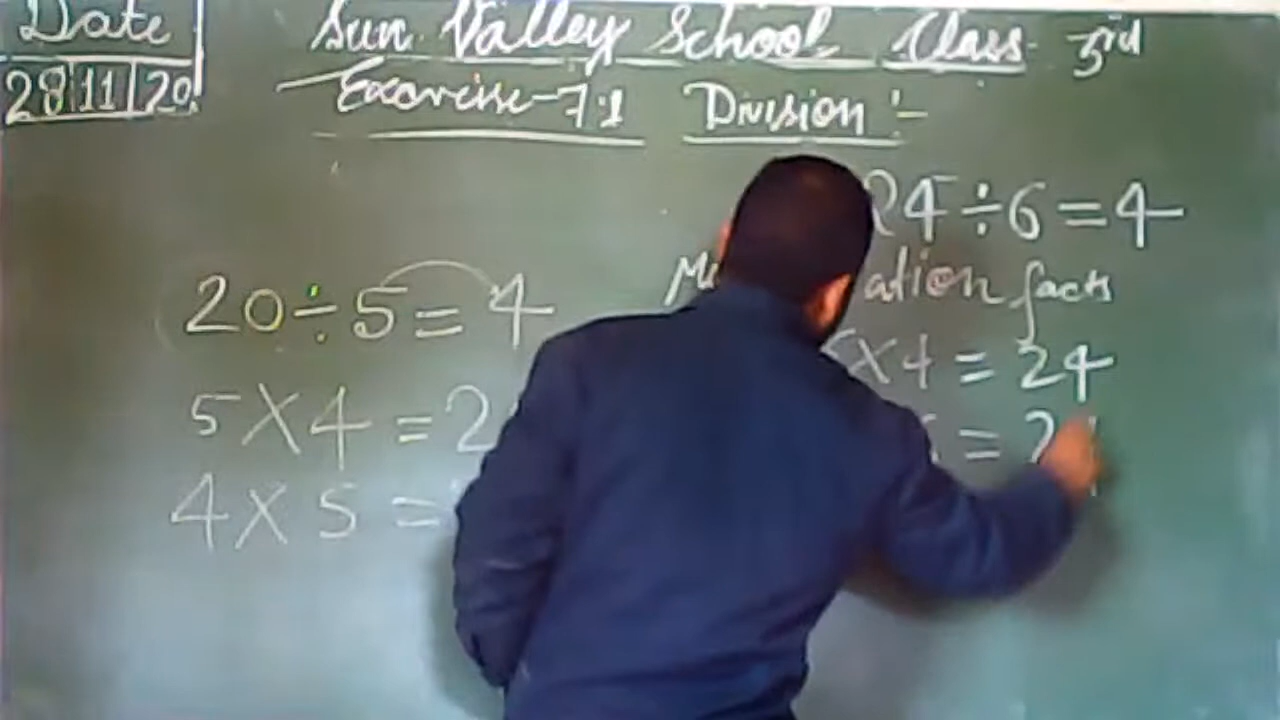 Date
28 11 20
Sun Valley School Class 3rd
Exercise-7:1 Division :-
20÷5=4
5X4=2
4X5=
24÷6=4
ation facts
X4=24
=2